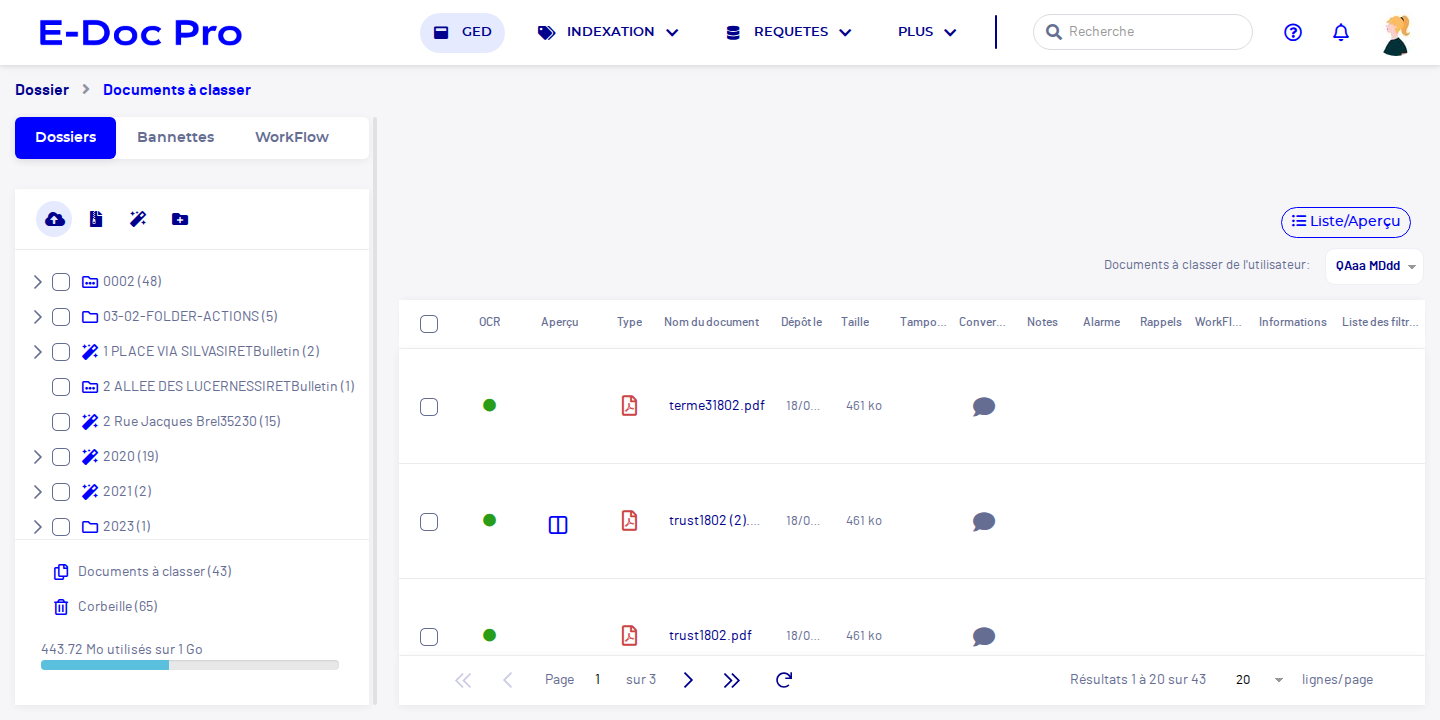 E-Doc Pro
GED
INDEXATION
REQUETES
PLUS
Recherche
Dossier
Documents à classer
Dossiers
Bannettes
WorkFlow
Liste/Aperçu
Documents à classer de l'utilisateur:
QAaa MDdd
0002 (48)
03-02-FOLDER-ACTIONS (5)
1 PLACE VIA SILVASIRETBulletin (2)
2 ALLEE DES LUCERNESSIRETBulletin (1)
2 Rue Jacques Brel35230 (15)
2020 (19)
2021 (2)
2023 (1)
Documents à classer (43)
Corbeille (65)
443.72 Mo utilisés sur 1 Go
OCR Aperçu Type Nom du document Dépôt le Taille Tampo... Conver... Notes Alarme Rappels WorkFl... Informations Liste des filtr...
terme31802.pdf 18/0... 461 ko
trust1802 (2).... 18/0... 461 ko
trust1802.pdf 18/0... 461 ko
Page 1 sur 3
Résultats 1 à 20 sur 43 20 lignes/page